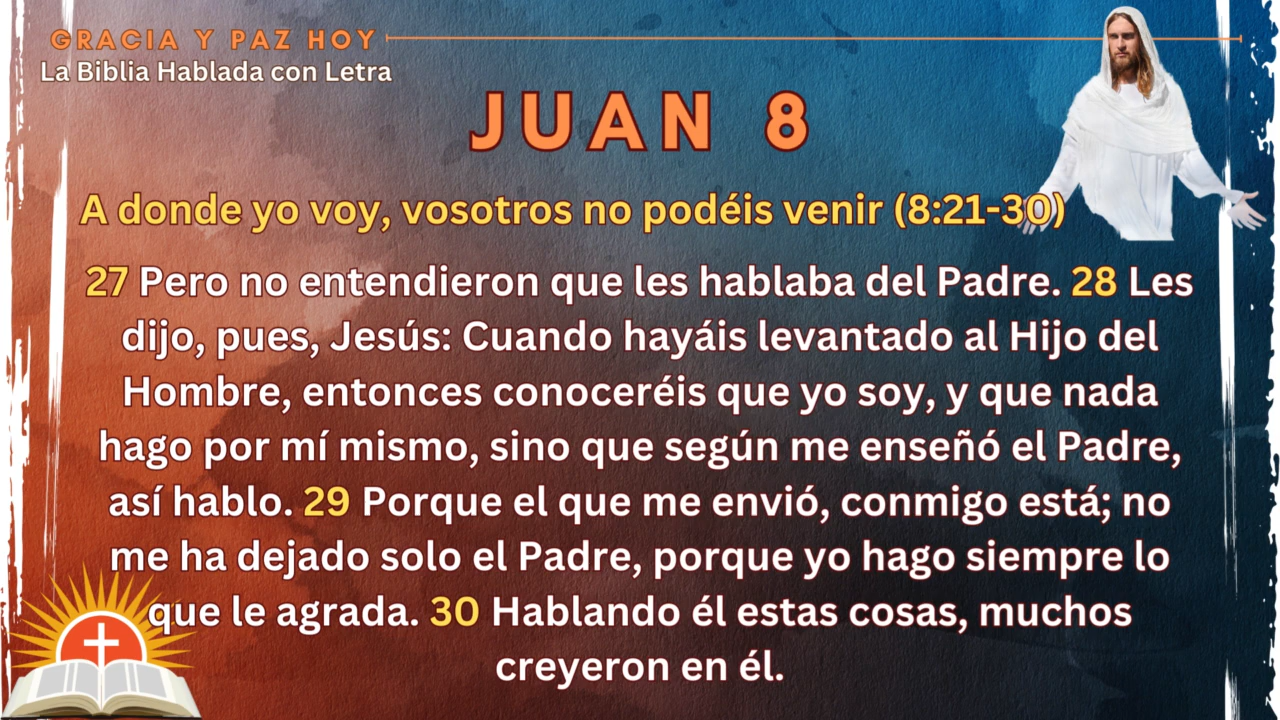 GRACIA Y PAZ HOY
La Biblia Hablada con Letra
JUAN 8
A donde yo voy, vosotros no podéis venir (8:21-30)
27 Pero no entendieron que les hablaba del Padre. 28 Les
dijo, pues, Jesús: Cuando hayáis levantado al Hijo del
Hombre, entonces conoceréis que yo soy, y que nada
hago por mí mismo, sino que según me enseñó el Padre,
así hablo. 29 Porque el que me envió, conmigo está; no
me ha dejado solo el Padre, porque yo hago siempre lo
que le agrada. 30 Hablando él estas cosas, muchos
creyeron en él.